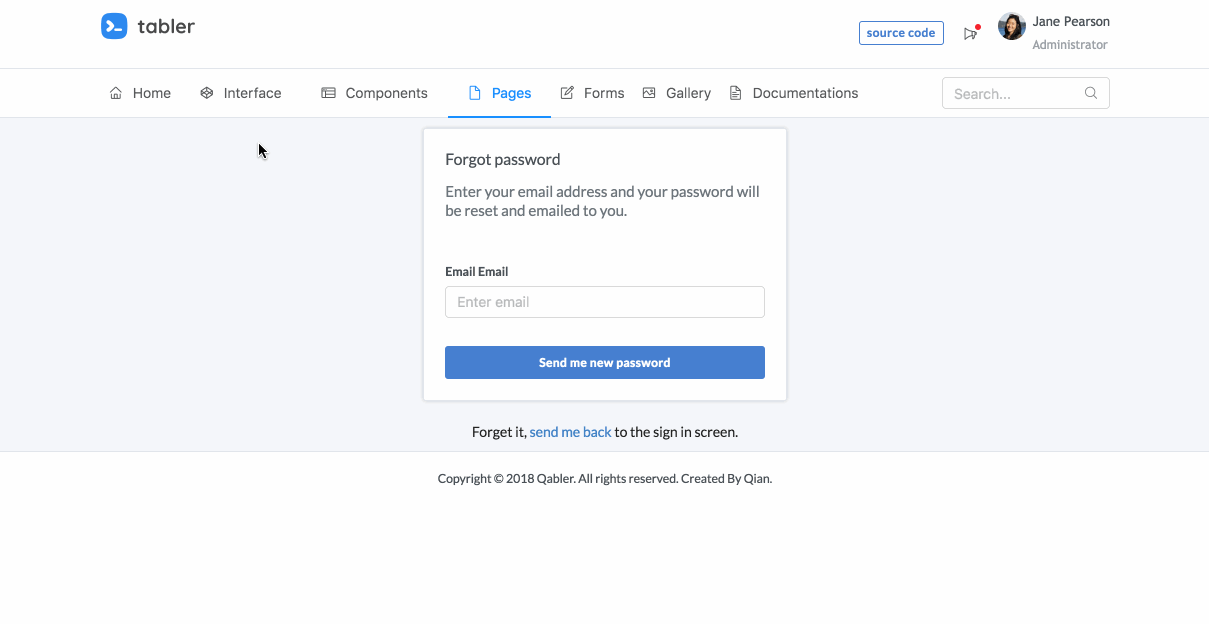 tabler
source code
Jane Pearson
Administrator
Home Interface Components Pages Forms Gallery Documentations
Search...
Forgot password
Enter your email address and your password will
be reset and emailed to you.
Email Email
Enter email
Send me new password
Forget it, send me back to the sign in screen.
Copyright © 2018 Qabler. All rights reserved. Created By Qian.